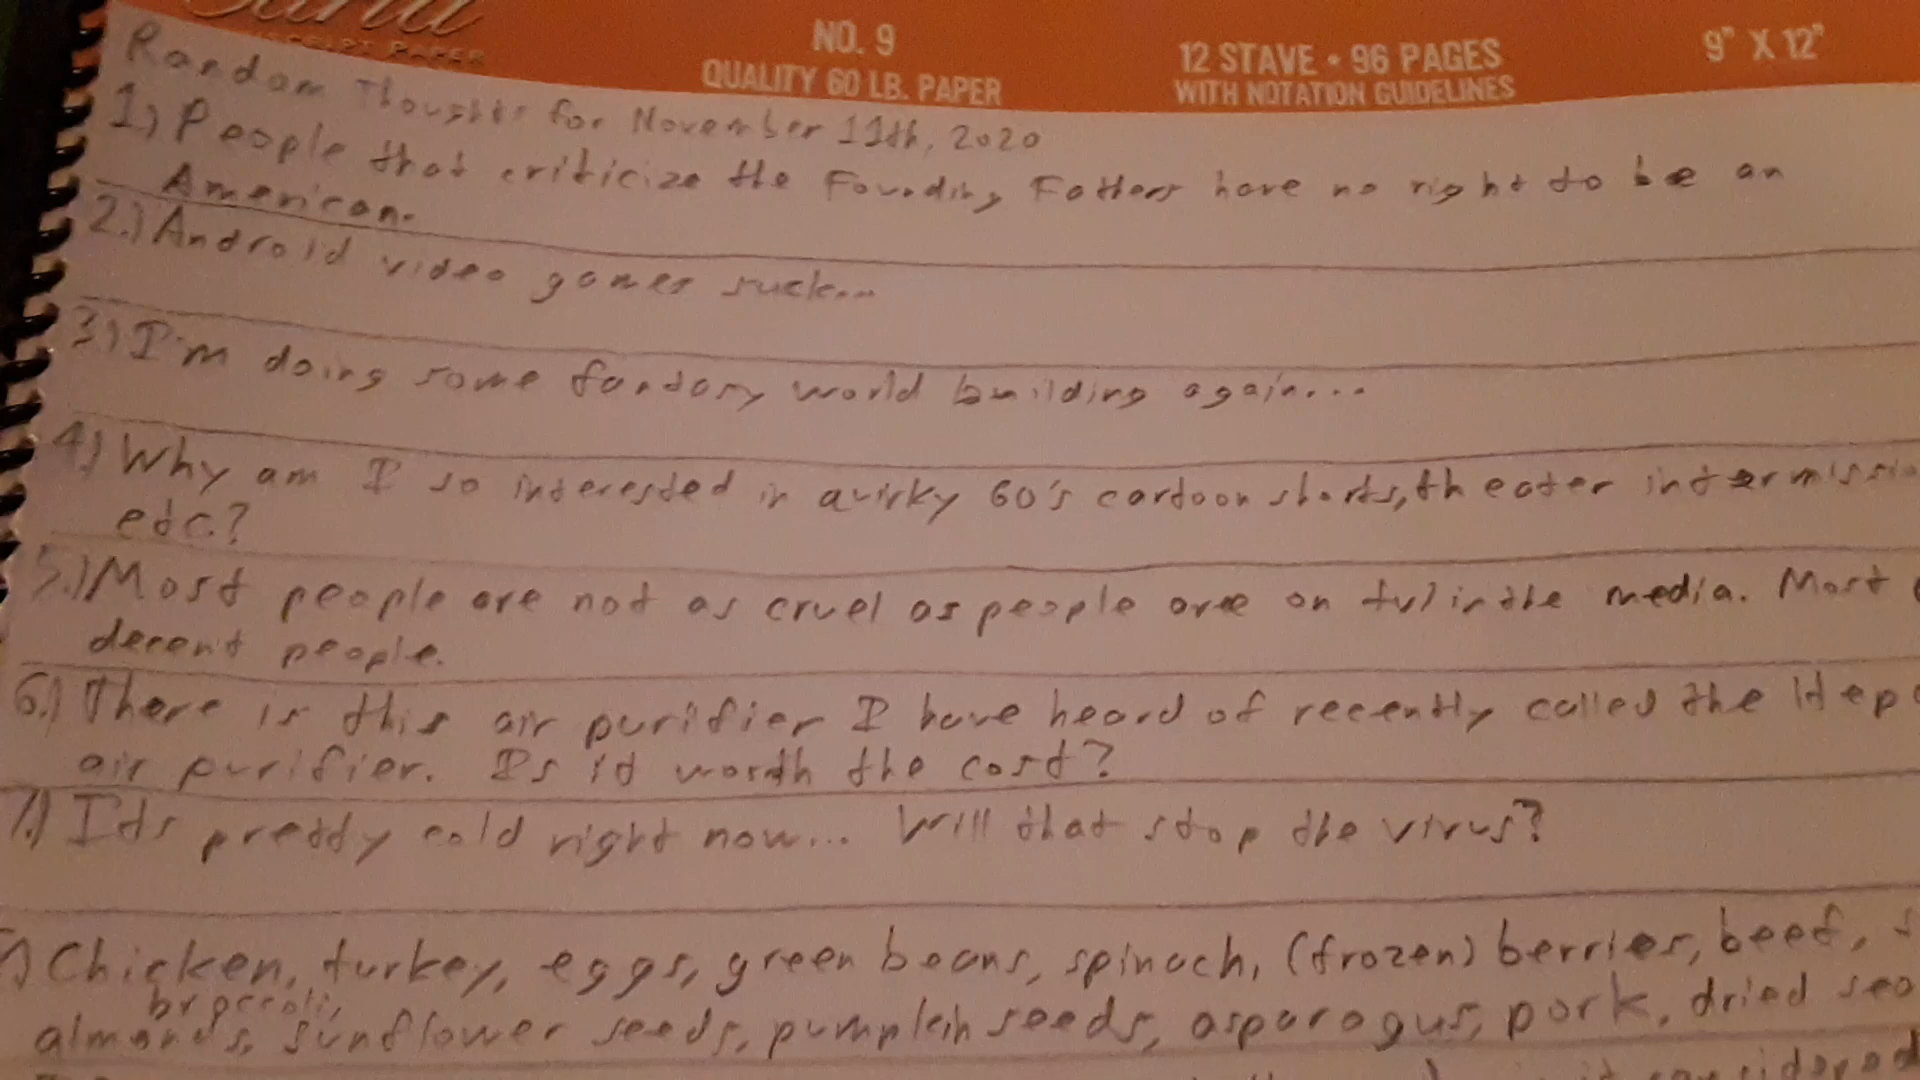 NO. 9
QUALITY 60 LB. PAPER
12 STAVE • 96 PAGES
WITH NOTATION GUIDELINES
9" X 12"
Random Thoughts for November 11th, 2020
1.) People that criticize the Founding Fathers have no right to be an
American.
2.) Android video games suck...
3.) I'm doing some fantasy world building again...
4.) Why am I so interested in quirky 60's cartoon shorts, theater
etc.?
5.) Most people are not as cruel as people are on tv/in the media. Most
decent people.
6.) There is this air purifier I have heard of recently called the
air purifier. Is it worth the cost?
7.) It's pretty cold right now... Will that stop the virus?
Chicken, turkey, eggs, green beans, spinach, (frozen) berries, beef,
broccoli,
almonds, sunflower seeds, pumpkin seeds, asparagus, pork, dried
considered